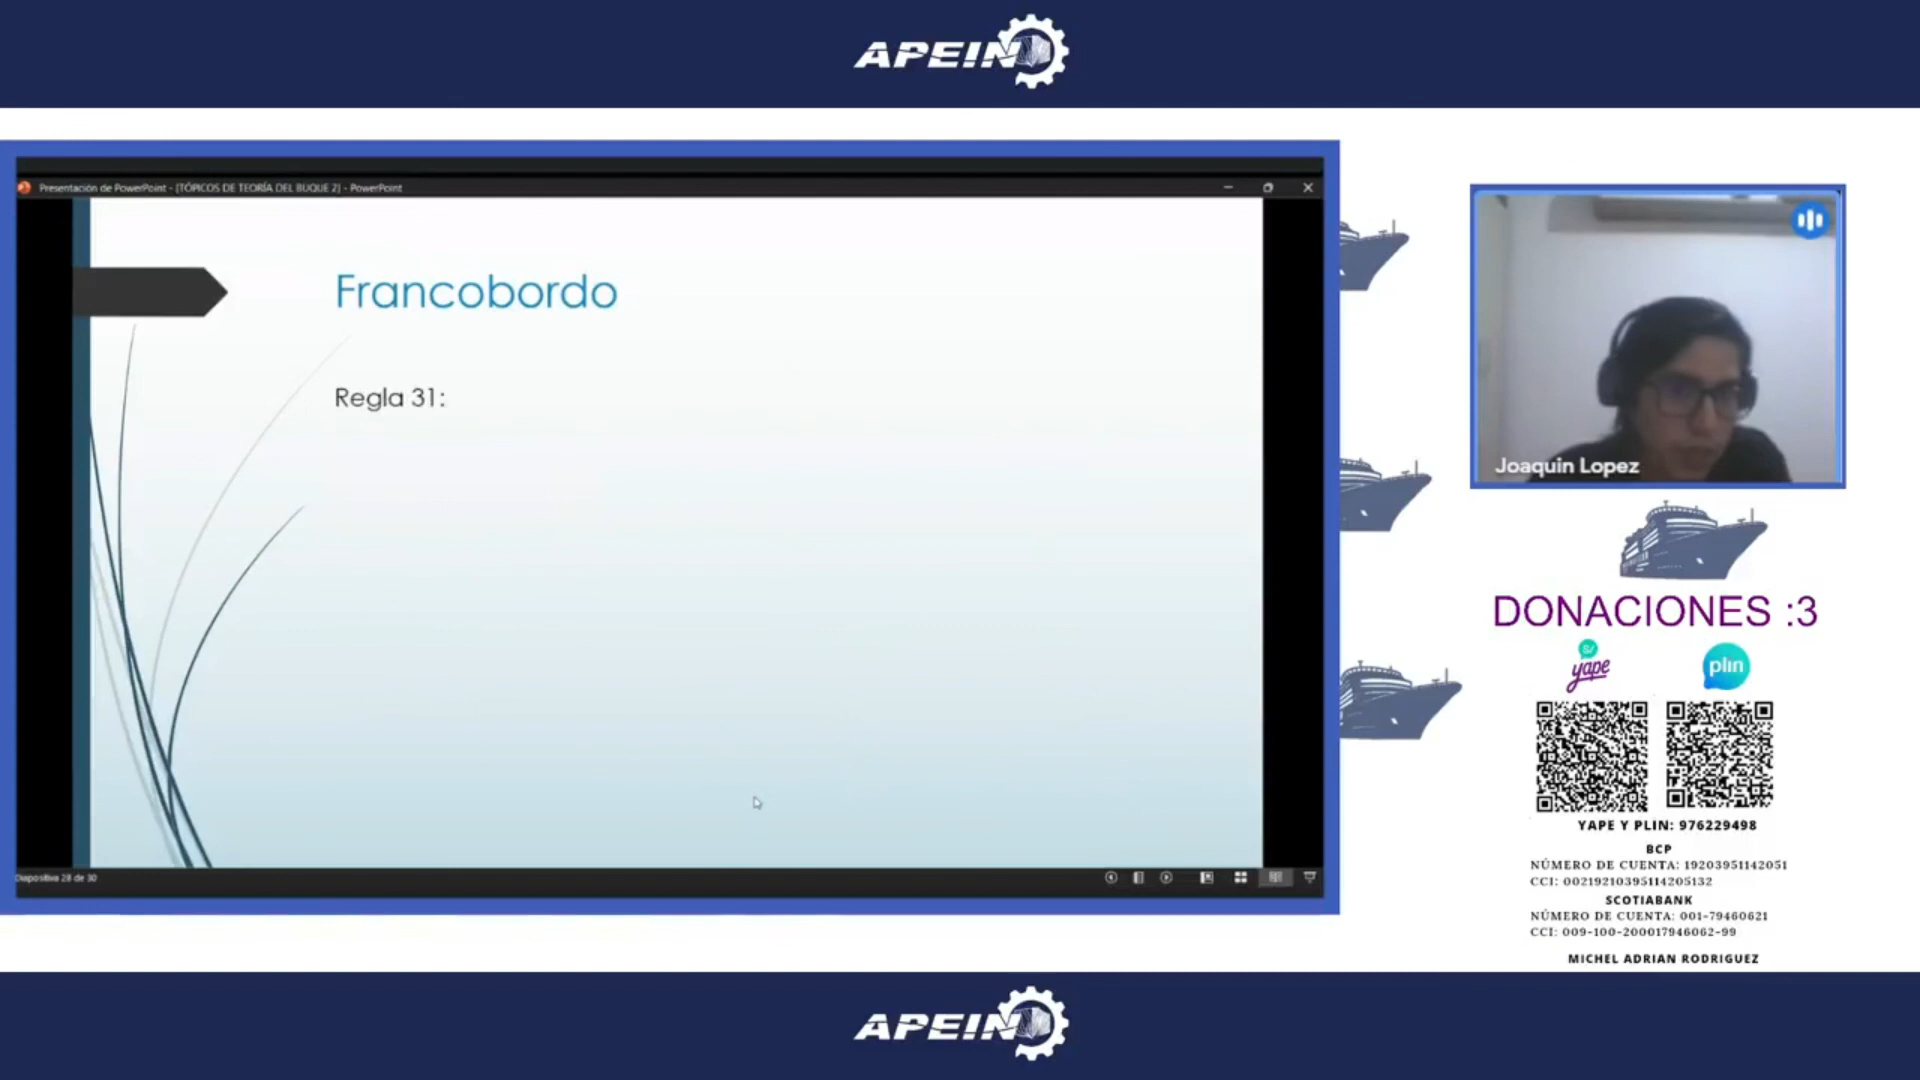 APEIN
Presentación de PowerPoint - [TÓPICOS DE TEORÍA DEL BUQUE 2] - PowerPoint
Francobordo
Regla 31:
Diapositiva 28 de 30
Joaquin Lopez
DONACIONES :3
S/
yape
plin
YAPE Y PLIN: 976229498
BCP
NÚMERO DE CUENTA: 19203951142051
CCI: 00219210395114205132
SCOTIABANK
NÚMERO DE CUENTA: 001-79460621
CCI: 009-100-200017946062-99
MICHEL ADRIAN RODRIGUEZ
APEIN